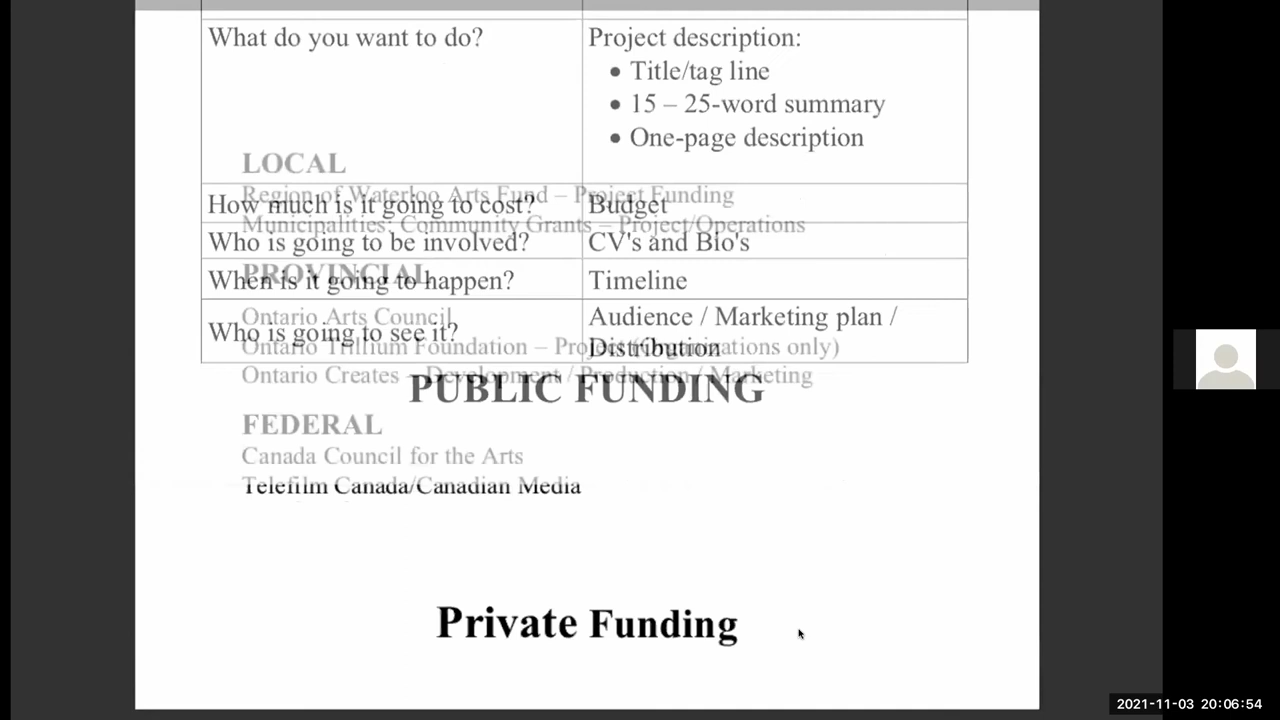 What do you want to do?
Project description:
• Title/tag line
• 15 – 25-word summary
• One-page description
LOCAL
Region of Waterloo Arts Fund – Project Funding
How much is it going to cost?
Budget
Municipalities: Community Grants – Project/Operations
Who is going to be involved?
CV's and Bio's
PROVINCIAL
When is it going to happen?
Timeline
Ontario Arts Council
Who is going to see it?
Audience / Marketing plan /
Distribution
Ontario Trillium Foundation – Project (Organizations only)
Ontario Creates – Development / Production / Marketing
PUBLIC FUNDING
FEDERAL
Canada Council for the Arts
Telefilm Canada/Canadian Media
Private Funding
2021-11-03 20:06:54